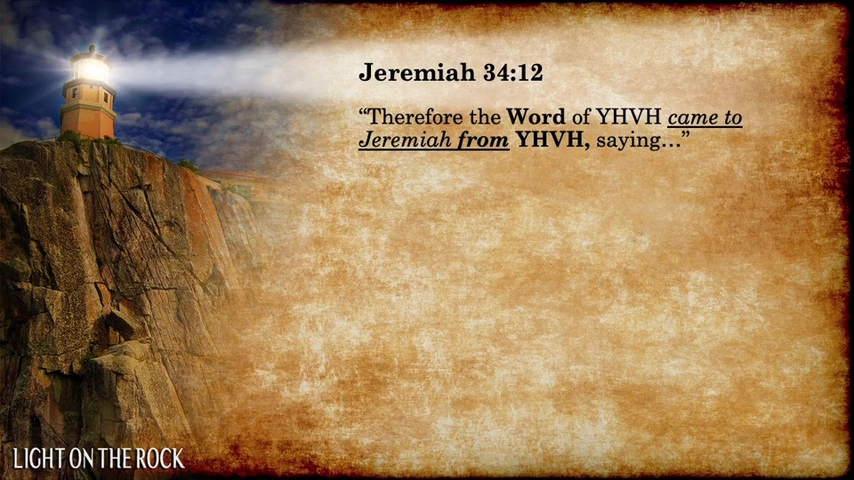 Jeremiah 34:12
“Therefore the Word of YHVH came to
Jeremiah from YHVH, saying…”
LIGHT ON THE ROCK